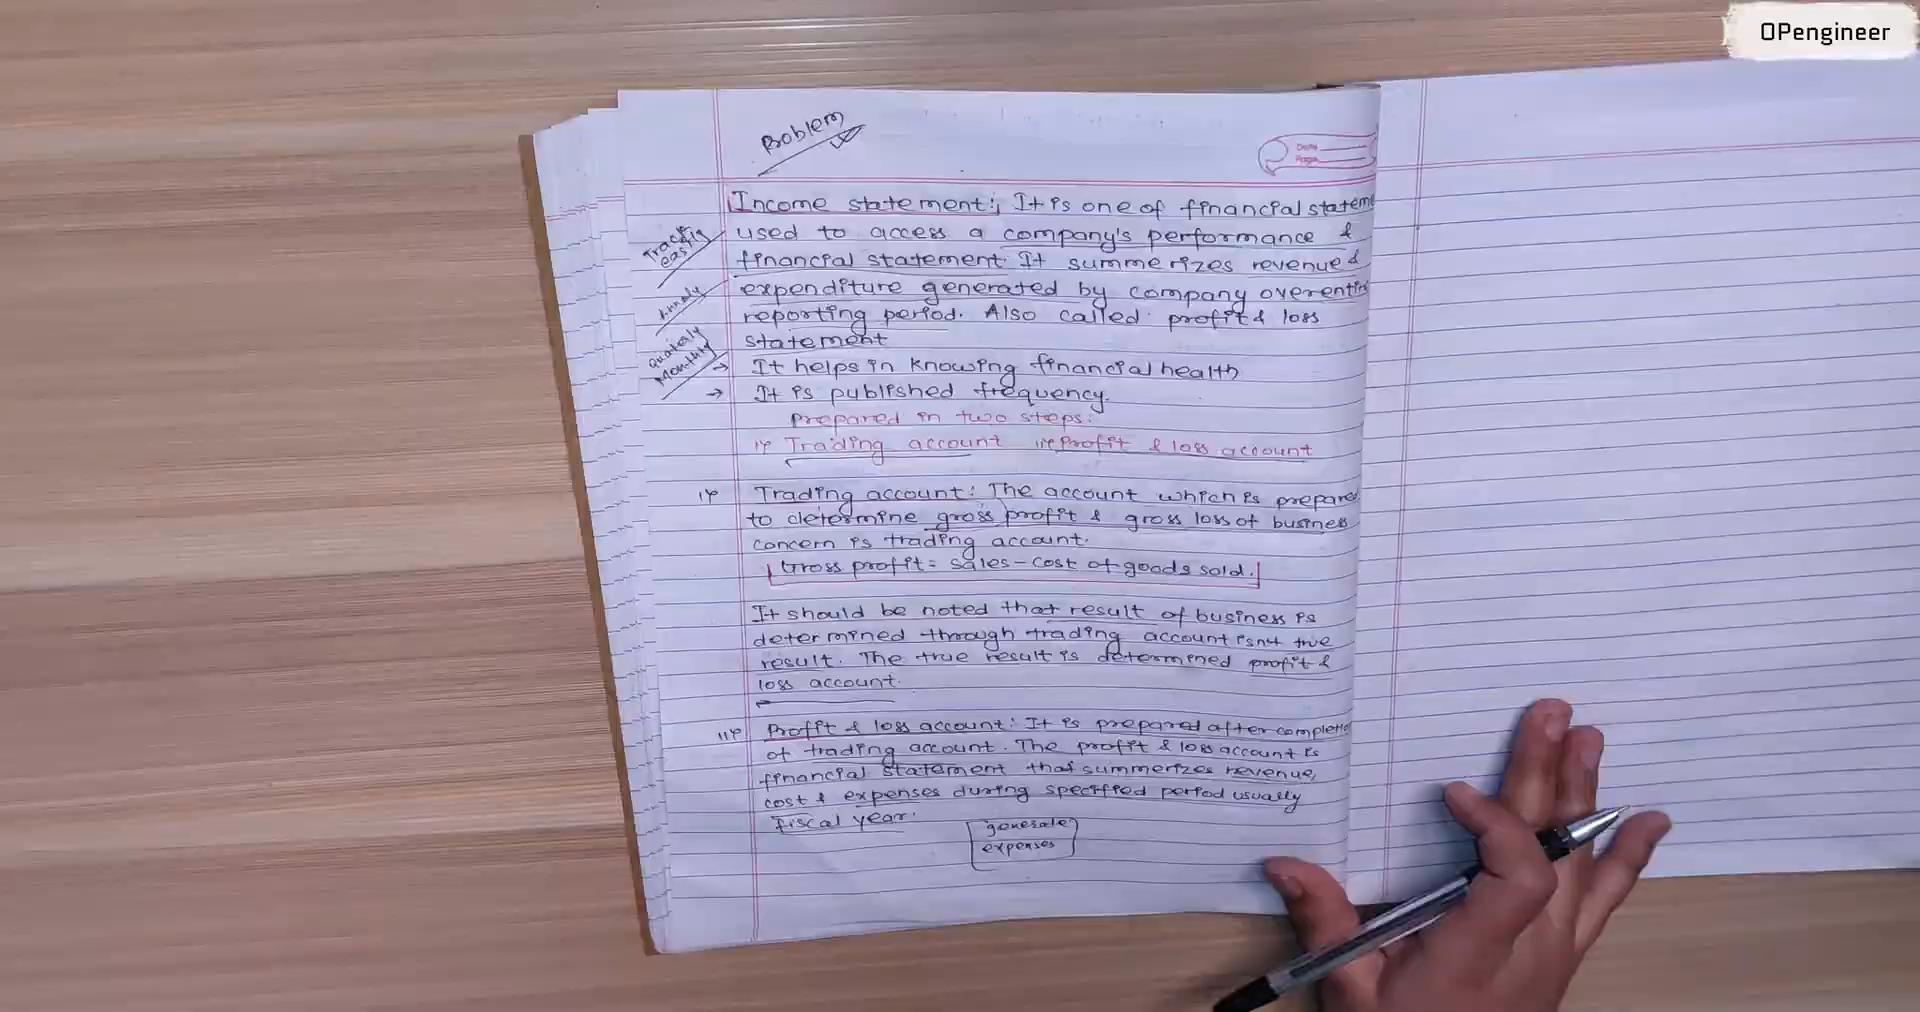 OPengineer
Problem
Date
Page
Income statement: It is one of financial statem
used to access a company's performance &
financial statement. It summerizes revenue &
expenditure generated by company over entir
reporting period. Also called profit & loss
statement
→ It helps in knowing financial health
→ It is published frequency.
prepared in two steps:
i) Trading account ii) Profit & loss account
i) Trading account: The account which is prepared
to determine gross profit & gross loss of business
concern is trading account.
Gross profit = sales - cost of goods sold.
It should be noted that result of business is
determined through trading account isn't true
result. The true result is determined profit &
loss account.
ii) Profit & loss account: It is prepared after completion
of trading account. The profit & loss account is
financial statement that summerizes revenue,
cost & expenses during specified period usually
fiscal year.
expenses
Track
easily
Monthly